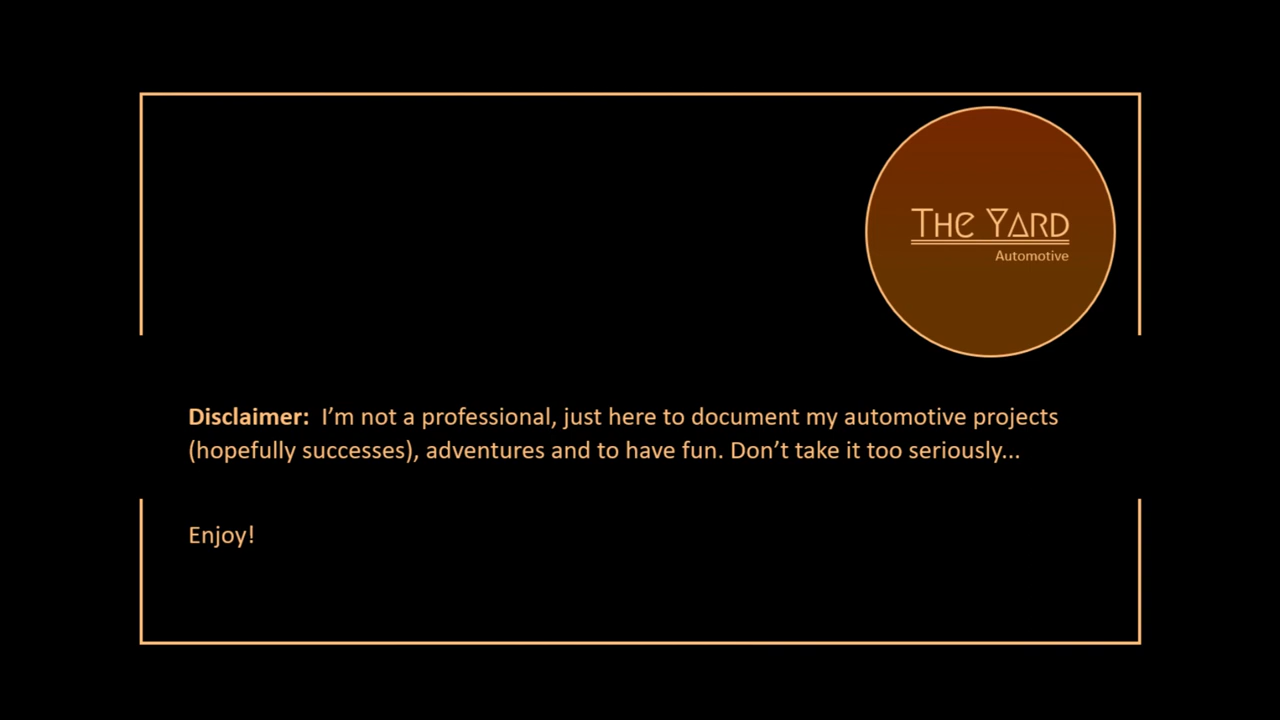 The Yard
Automotive
Disclaimer: I’m not a professional, just here to document my automotive projects
(hopefully successes), adventures and to have fun. Don’t take it too seriously...
Enjoy!